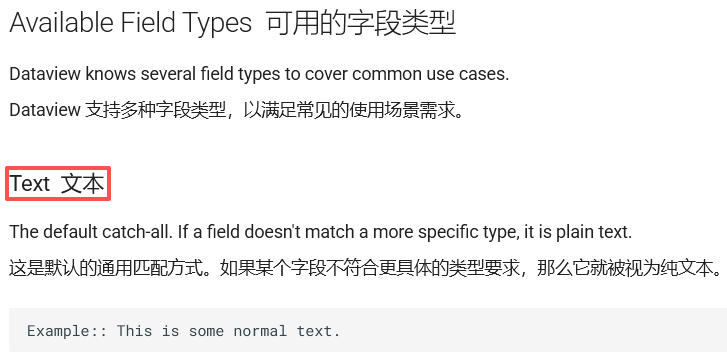 Available Field Types 可用的字段类型
Dataview knows several field types to cover common use cases.
Dataview 支持多种字段类型，以满足常见的使用场景需求。
Text 文本
The default catch-all. If a field doesn't match a more specific type, it is plain text.
这是默认的通用匹配方式。如果某个字段不符合更具体的类型要求，那么它就被视为纯文本。
Example:: This is some normal text.